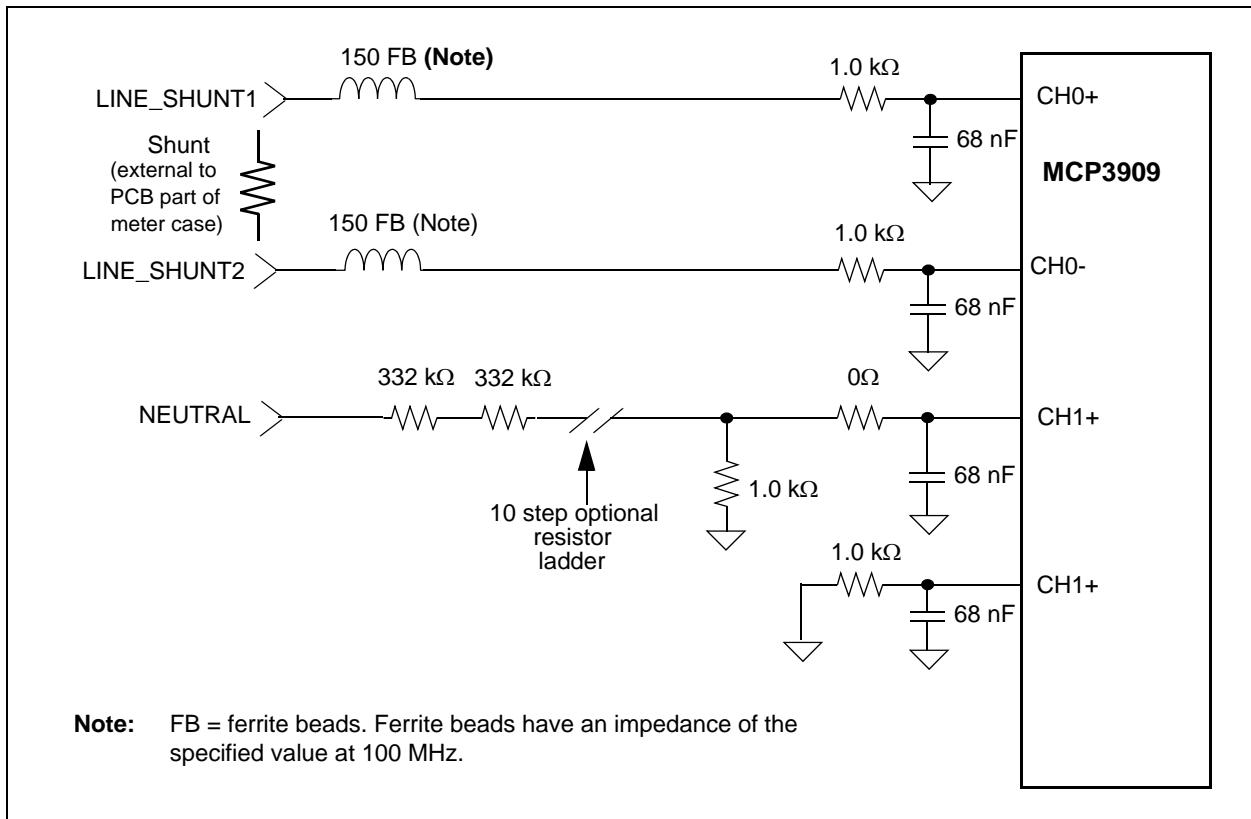 150 FB (Note)
1.0 kΩ
LINE_SHUNT1
CH0+
68 nF
Shunt
(external to
PCB part of
meter case)
MCP3909
150 FB (Note)
1.0 kΩ
LINE_SHUNT2
CH0-
68 nF
332 kΩ 332 kΩ
0Ω
NEUTRAL
CH1+
68 nF
1.0 kΩ
10 step optional
resistor
ladder
1.0 kΩ
CH1+
68 nF
Note: FB = ferrite beads. Ferrite beads have an impedance of the
specified value at 100 MHz.